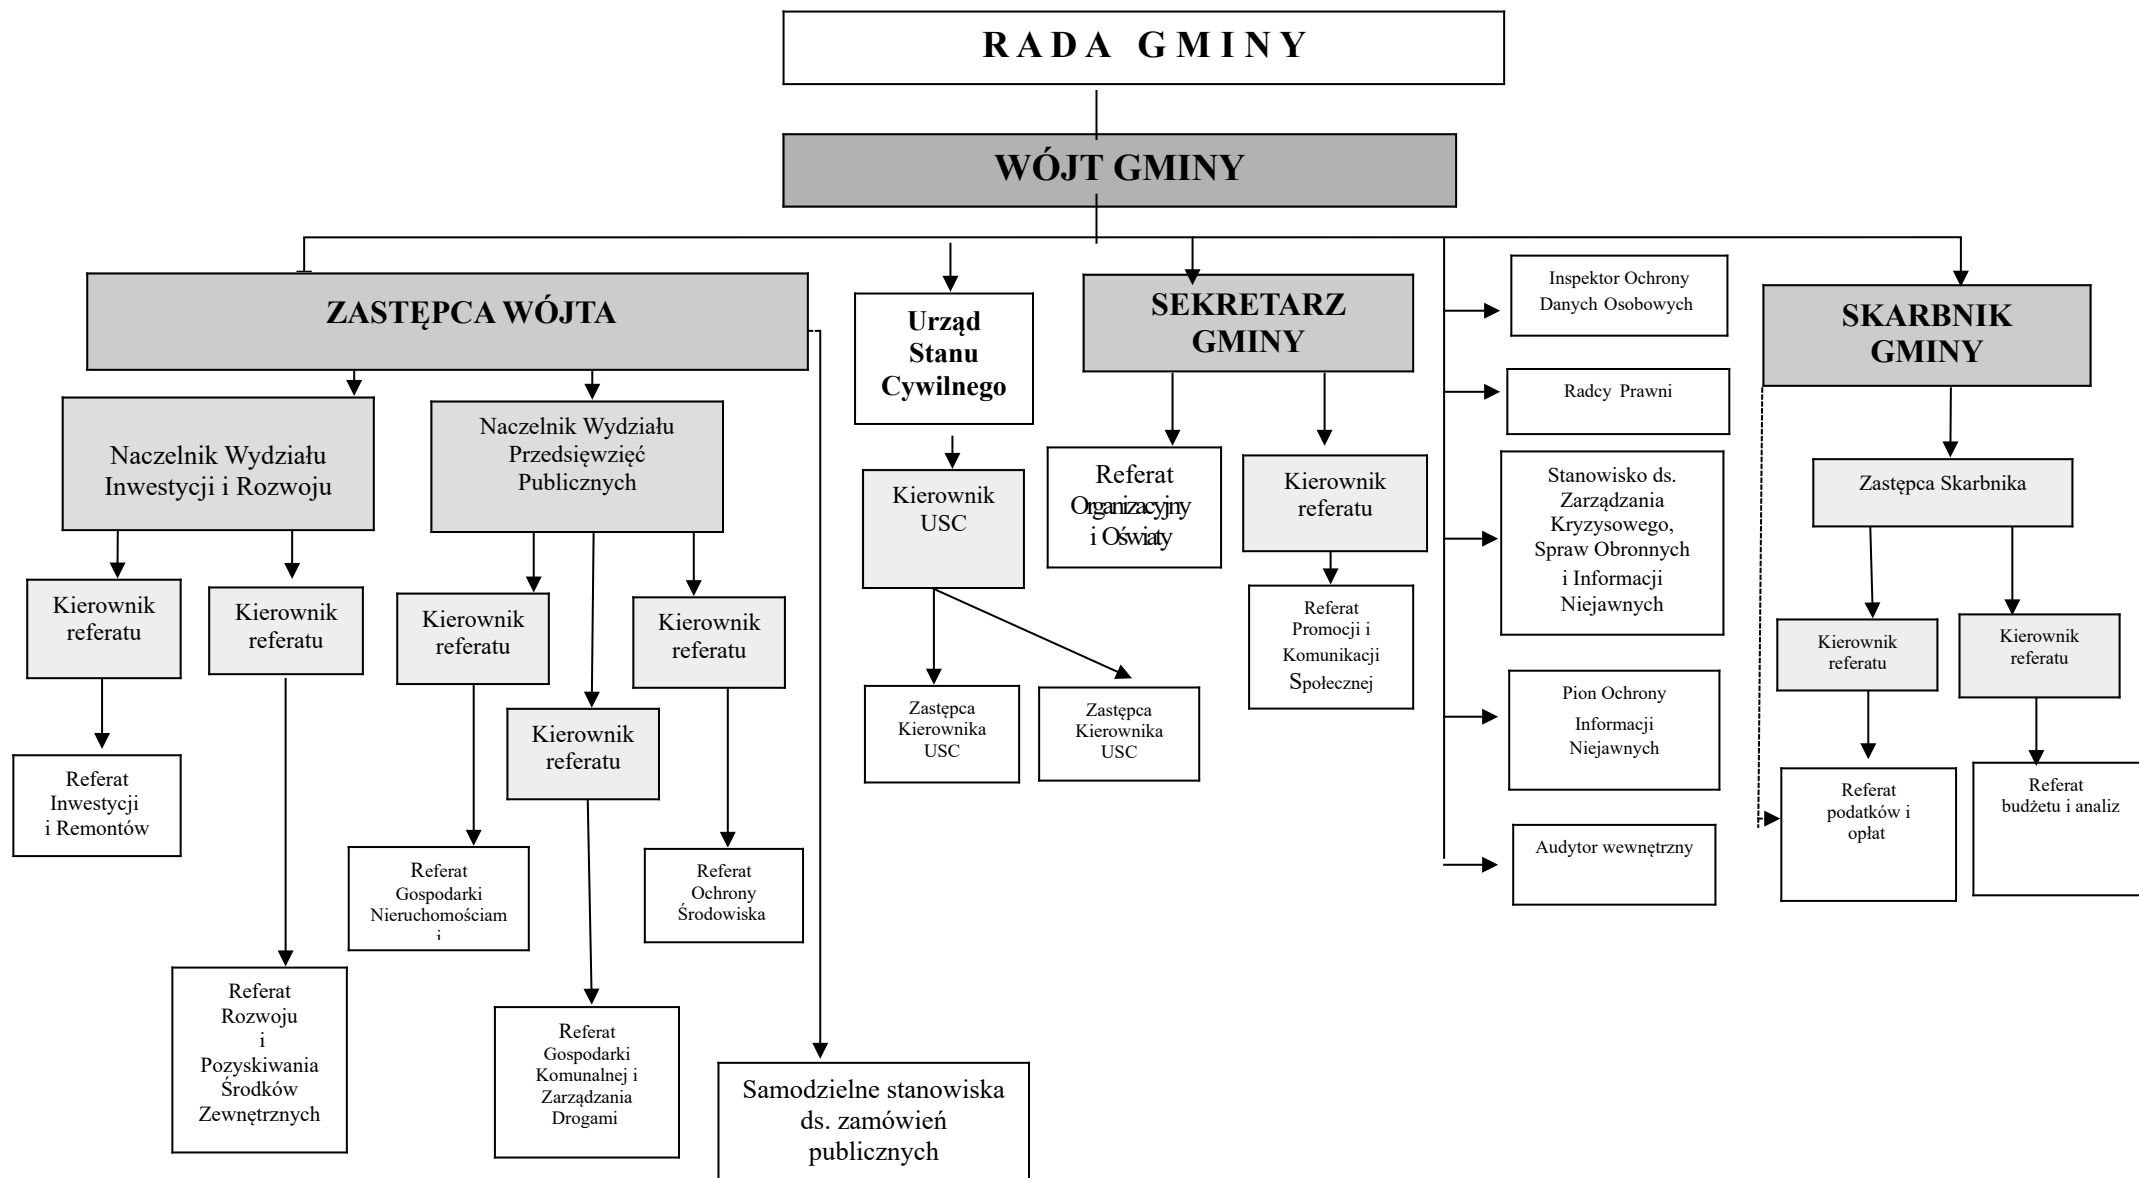 RADA GMINY
WÓJT GMINY
ZASTĘPCA WÓJTA
Urząd
Stanu
Cywilnego
SEKRETARZ
GMINY
Inspektor Ochrony
Danych Osobowych
SKARBNIK
GMINY
Radcy Prawni
Naczelnik Wydziału
Inwestycji i Rozwoju
Naczelnik Wydziału
Przedsięwzięć
Publicznych
Kierownik
USC
Referat
Organizacyjny
i Oświaty
Kierownik
referatu
Stanowisko ds.
Zarządzania
Kryzysowego,
Spraw Obronnych
i Informacji
Niejawnych
Zastępca Skarbnika
Kierownik
referatu
Kierownik
referatu
Kierownik
referatu
Kierownik
referatu
Kierownik
referatu
Referat
Promocji i
Komunikacji
Społecznej
Kierownik
referatu
Kierownik
referatu
Zastępca
Kierownika
USC
Zastępca
Kierownika
USC
Pion Ochrony
Informacji
Niejawnych
Referat
Inwestycji
i Remontów
Referat
podatków i
opłat
Referat
budżetu i analiz
Audytor wewnętrzny
Referat
Gospodarki
Nieruchomościam
i
Referat
Ochrony
Środowiska
Referat
Rozwoju
i
Pozyskiwania
Środków
Zewnętrznych
Referat
Gospodarki
Komunalnej i
Zarządzania
Drogami
Samodzielne stanowiska
ds. zamówień
publicznych